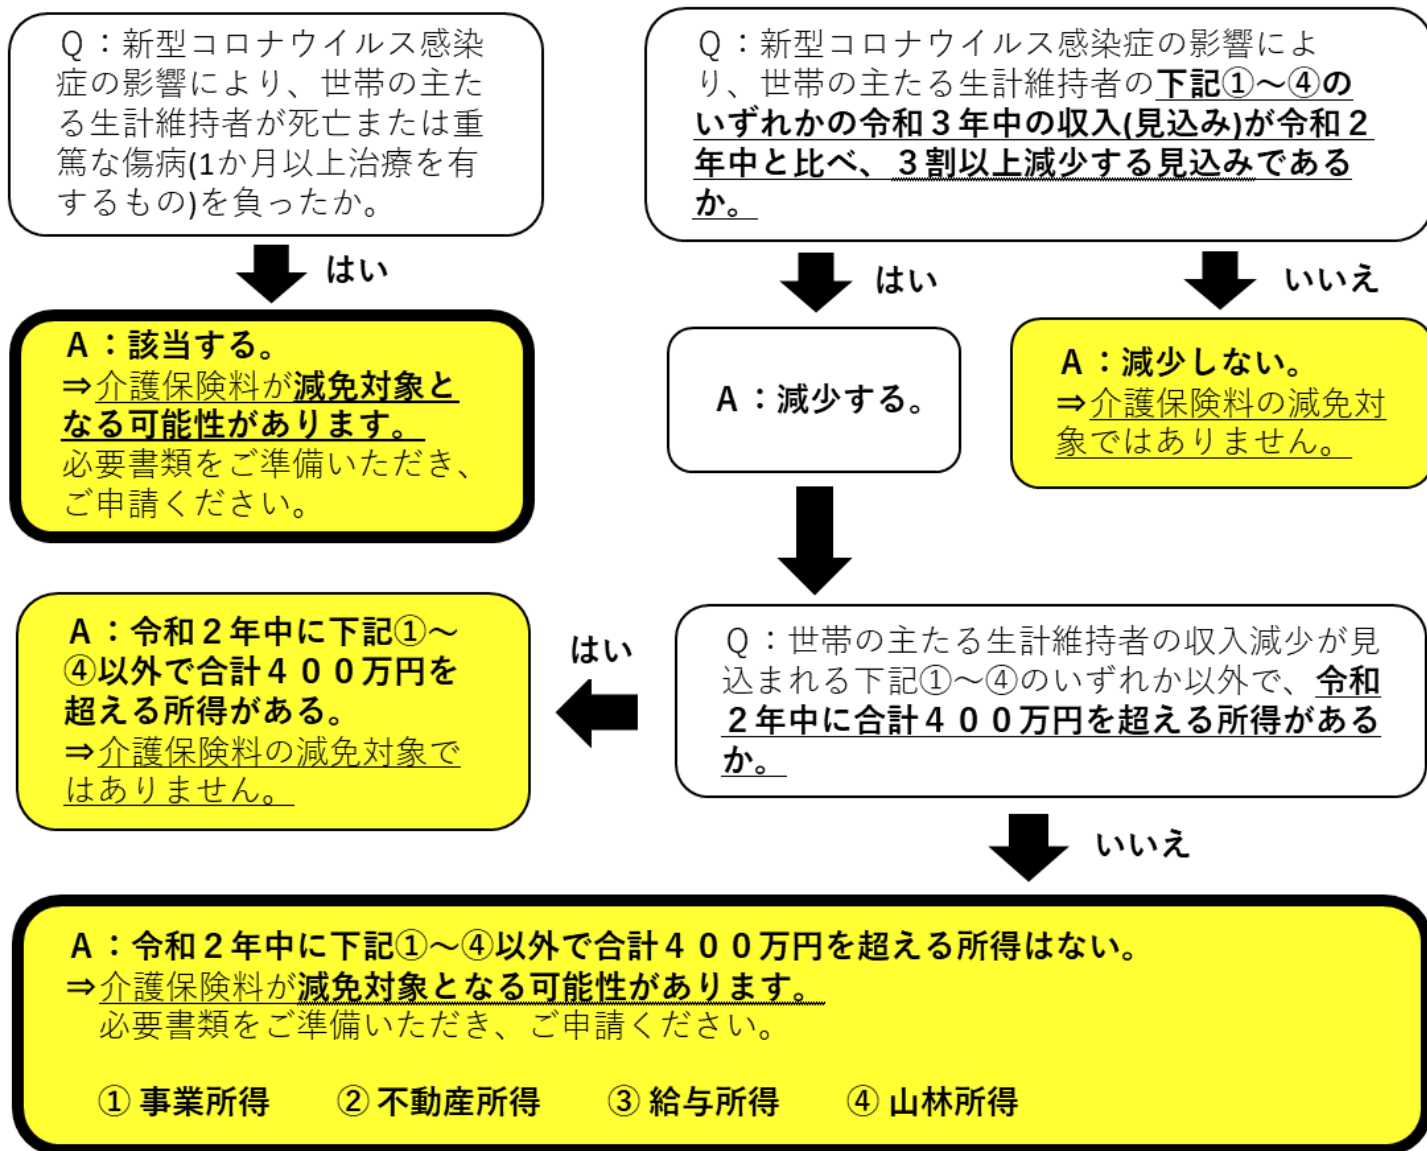 Ｑ：新型コロナウイルス感染
症の影響により、世帯の主た
る生計維持者が死亡または重
篤な傷病(1か月以上治療を有
するもの)を負ったか。
はい
Ａ：該当する。
⇒介護保険料が減免対象と
なる可能性があります。
必要書類をご準備いただき、
ご申請ください。
Ｑ：新型コロナウイルス感染症の影響によ
り、世帯の主たる生計維持者の下記①～④の
いずれかの令和３年中の収入(見込み)が令和２
年中と比べ、３割以上減少する見込みである
か。
はい
いいえ
Ａ：減少する。
Ａ：減少しない。
⇒介護保険料の減免対
象ではありません。
Ｑ：世帯の主たる生計維持者の収入減少が見
込まれる下記①～④のいずれか以外で、令和
２年中に合計４００万円を超える所得がある
か。
はい
Ａ：令和２年中に下記①～
④以外で合計４００万円を
超える所得がある。
⇒介護保険料の減免対象で
はありません。
いいえ
Ａ：令和２年中に下記①～④以外で合計４００万円を超える所得はない。
⇒介護保険料が減免対象となる可能性があります。
必要書類をご準備いただき、ご申請ください。
① 事業所得　② 不動産所得　③ 給与所得　④ 山林所得